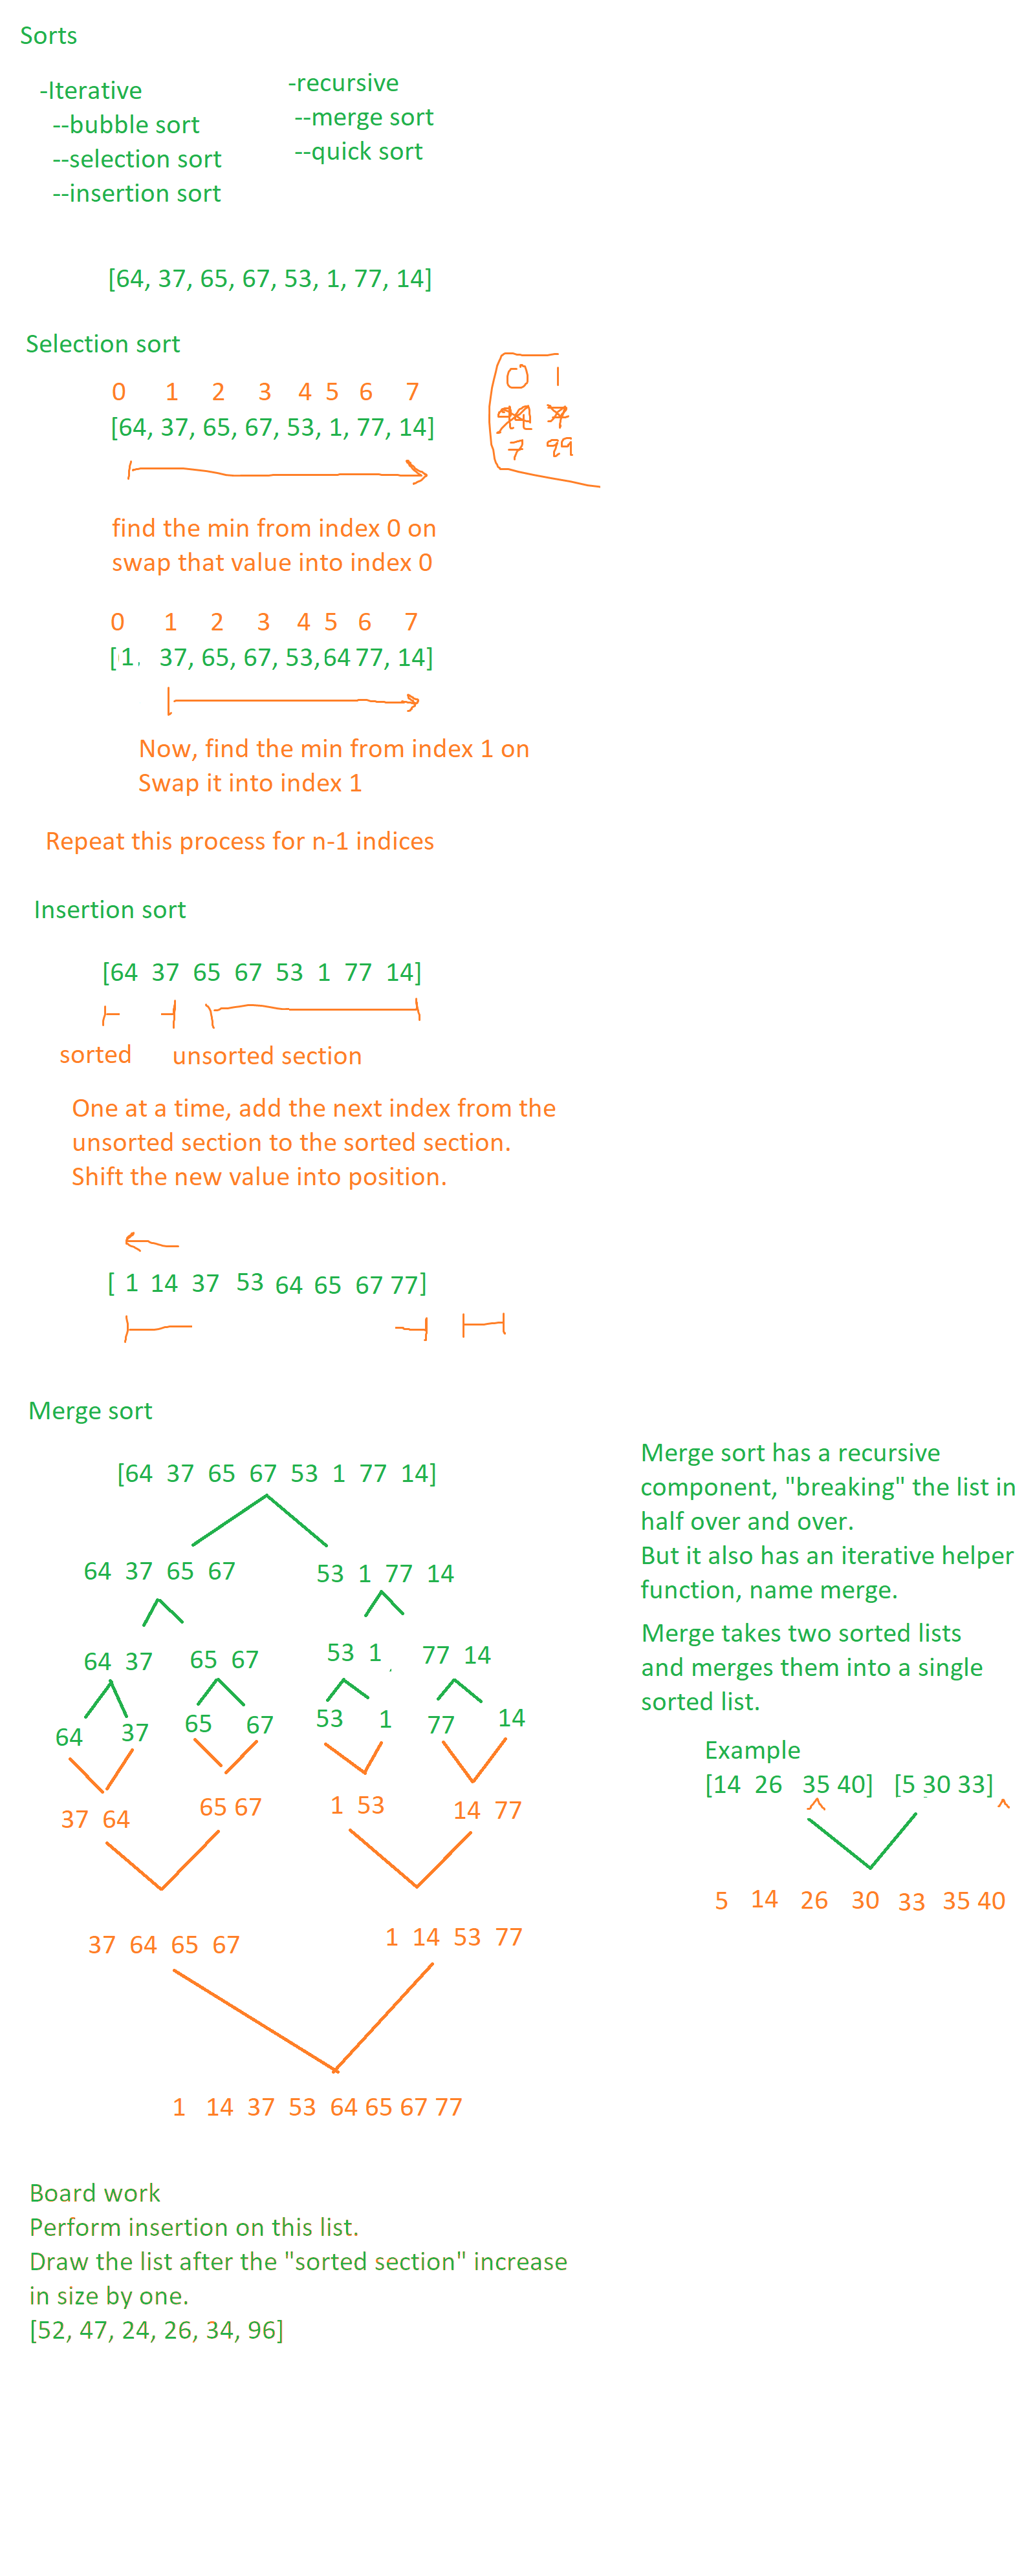 Sorts
-Iterative
--bubble sort
--selection sort
--insertion sort
-recursive
--merge sort
--quick sort
[64, 37, 65, 67, 53, 1, 77, 14]
Selection sort
0 1 2 3 4 5 6 7
[64, 37, 65, 67, 53, 1, 77, 14]
0 1
7 99
find the min from index 0 on
swap that value into index 0
0 1 2 3 4 5 6 7
[1, 37, 65, 67, 53, 64 77, 14]
Now, find the min from index 1 on
Swap it into index 1
Repeat this process for n-1 indices
Insertion sort
[64 37 65 67 53 1 77 14]
sorted unsorted section
One at a time, add the next index from the
unsorted section to the sorted section.
Shift the new value into position.
[ 1 14 37 53 64 65 67 77]
Merge sort
[64 37 65 67 53 1 77 14]
64 37 65 67 53 1 77 14
64 37 65 67 53 1 77 14
64 37 65 67 53 1 77 14
37 64 65 67 1 53 14 77
37 64 65 67 1 14 53 77
1 14 37 53 64 65 67 77
Merge sort has a recursive
component, "breaking" the list in
half over and over.
But it also has an iterative helper
function, name merge.
Merge takes two sorted lists
and merges them into a single
sorted list.
Example
[14 26 35 40] [5 30 33]
5 14 26 30 33 35 40
Board work
Perform insertion on this list.
Draw the list after the "sorted section" increase
in size by one.
[52, 47, 24, 26, 34, 96]